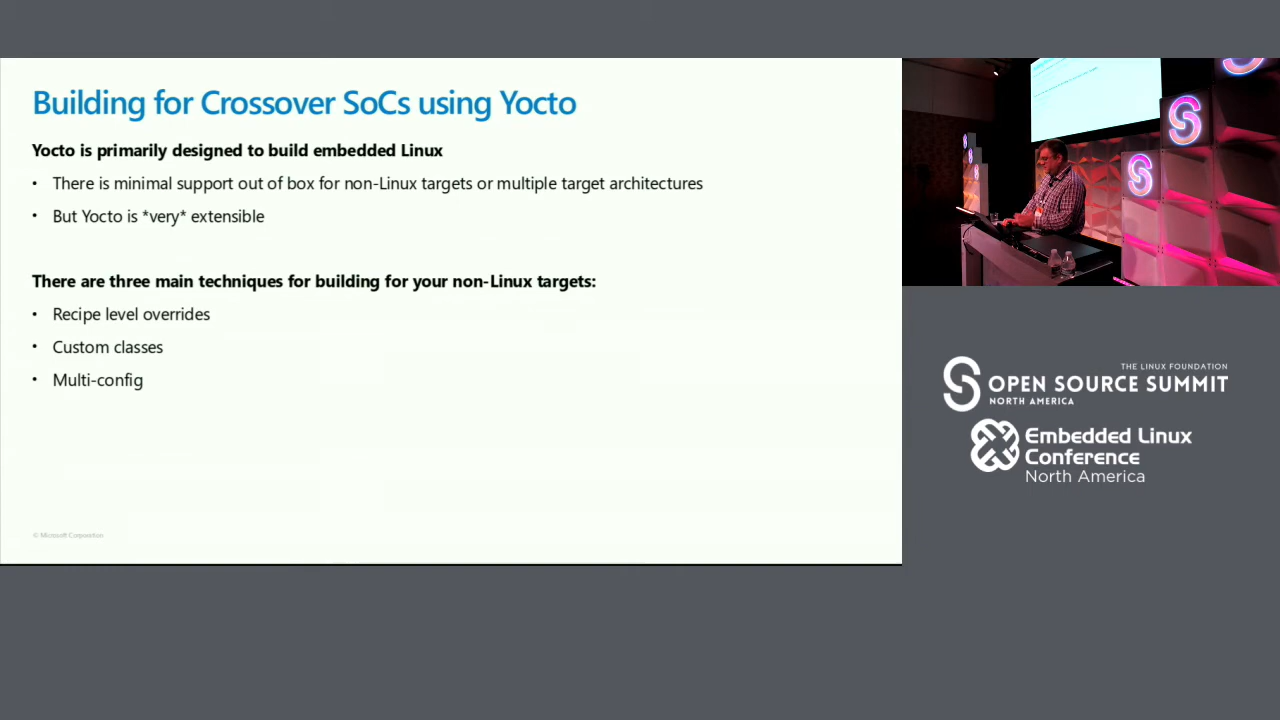 Building for Crossover SoCs using Yocto
Yocto is primarily designed to build embedded Linux
• There is minimal support out of box for non-Linux targets or multiple target architectures
• But Yocto is *very* extensible
There are three main techniques for building for your non-Linux targets:
• Recipe level overrides
• Custom classes
• Multi-config
© Microsoft Corporation
THE LINUX FOUNDATION
OPEN SOURCE SUMMIT
NORTH AMERICA
Embedded Linux
Conference
North America